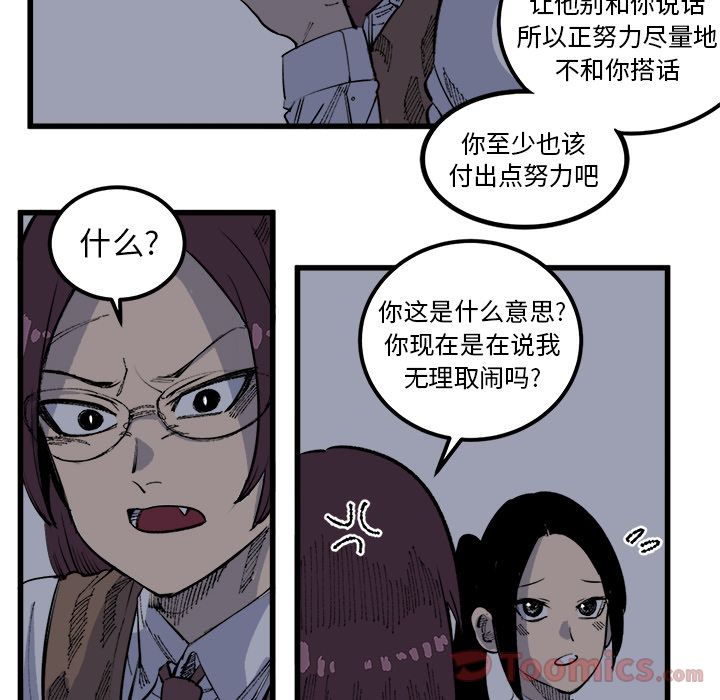 让他别和你说话
所以正努力尽量地
不和你搭话
你至少也该
付出点努力吧
什么?
你这是什么意思?
你现在是在说我
无理取闹吗?
Toomics.com